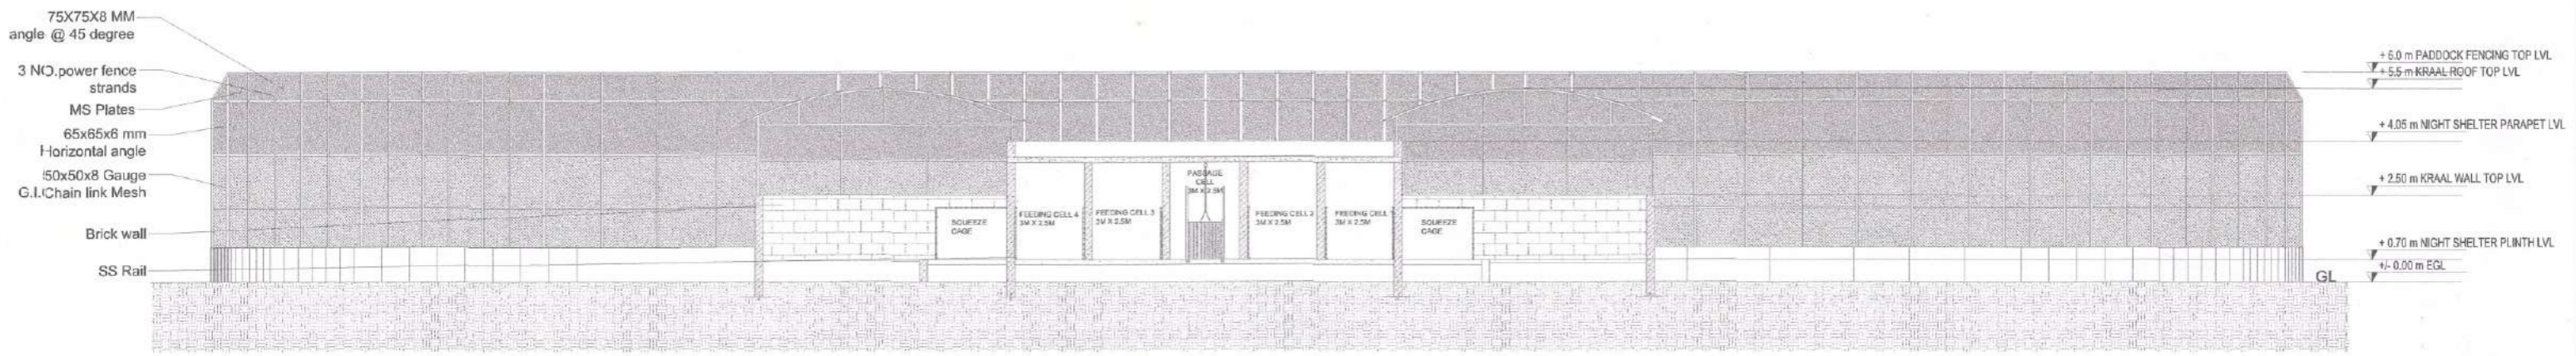 75X75X8 MM
angle @ 45 degree
3 NO.power fence
strands
MS Plates
65x65x6 mm
Horizontal angle
50x50x8 Gauge
G.I.Chain link Mesh
Brick wall
SS Rail
SQUEEZE
CAGE
FEEDING CELL 4
3M X 2.5M
FEEDING CELL 3
3M X 2.5M
PASSAGE
CELL
3M X 2.5M
FEEDING CELL 2
3M X 2.5M
FEEDING CELL
3M X 2.5M
SQUEEZE
CAGE
+ 6.0 m PADDOCK FENCING TOP LVL
+ 5.5 m KRAAL ROOF TOP LVL
+ 4.05 m NIGHT SHELTER PARAPET LVL
+ 2.50 m KRAAL WALL TOP LVL
+ 0.70 m NIGHT SHELTER PLINTH LVL
+/- 0.00 m EGL
GL